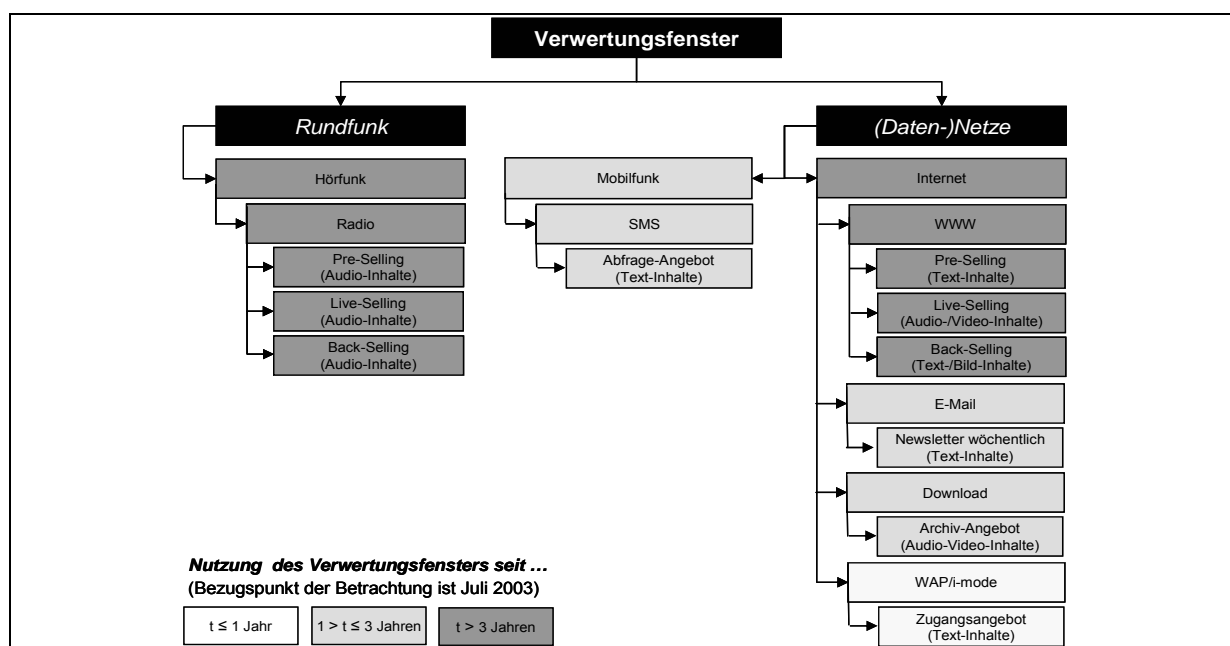 Verwertungsfenster
Rundfunk
Hörfunk
Radio
Pre-Selling
(Audio-Inhalte)
Live-Selling
(Audio-Inhalte)
Back-Selling
(Audio-Inhalte)
(Daten-)Netze
Mobilfunk
SMS
Abfrage-Angebot
(Text-Inhalte)
Internet
WWW
Pre-Selling
(Text-Inhalte)
Live-Selling
(Audio-/Video-Inhalte)
Back-Selling
(Text-/Bild-Inhalte)
E-Mail
Newsletter wöchentlich
(Text-Inhalte)
Download
Archiv-Angebot
(Audio-Video-Inhalte)
WAP/i-mode
Zugangsangebot
(Text-Inhalte)
Nutzung des Verwertungsfensters seit ...
(Bezugspunkt der Betrachtung ist Juli 2003)
t ≤ 1 Jahr
1 > t ≤ 3 Jahren
t > 3 Jahren